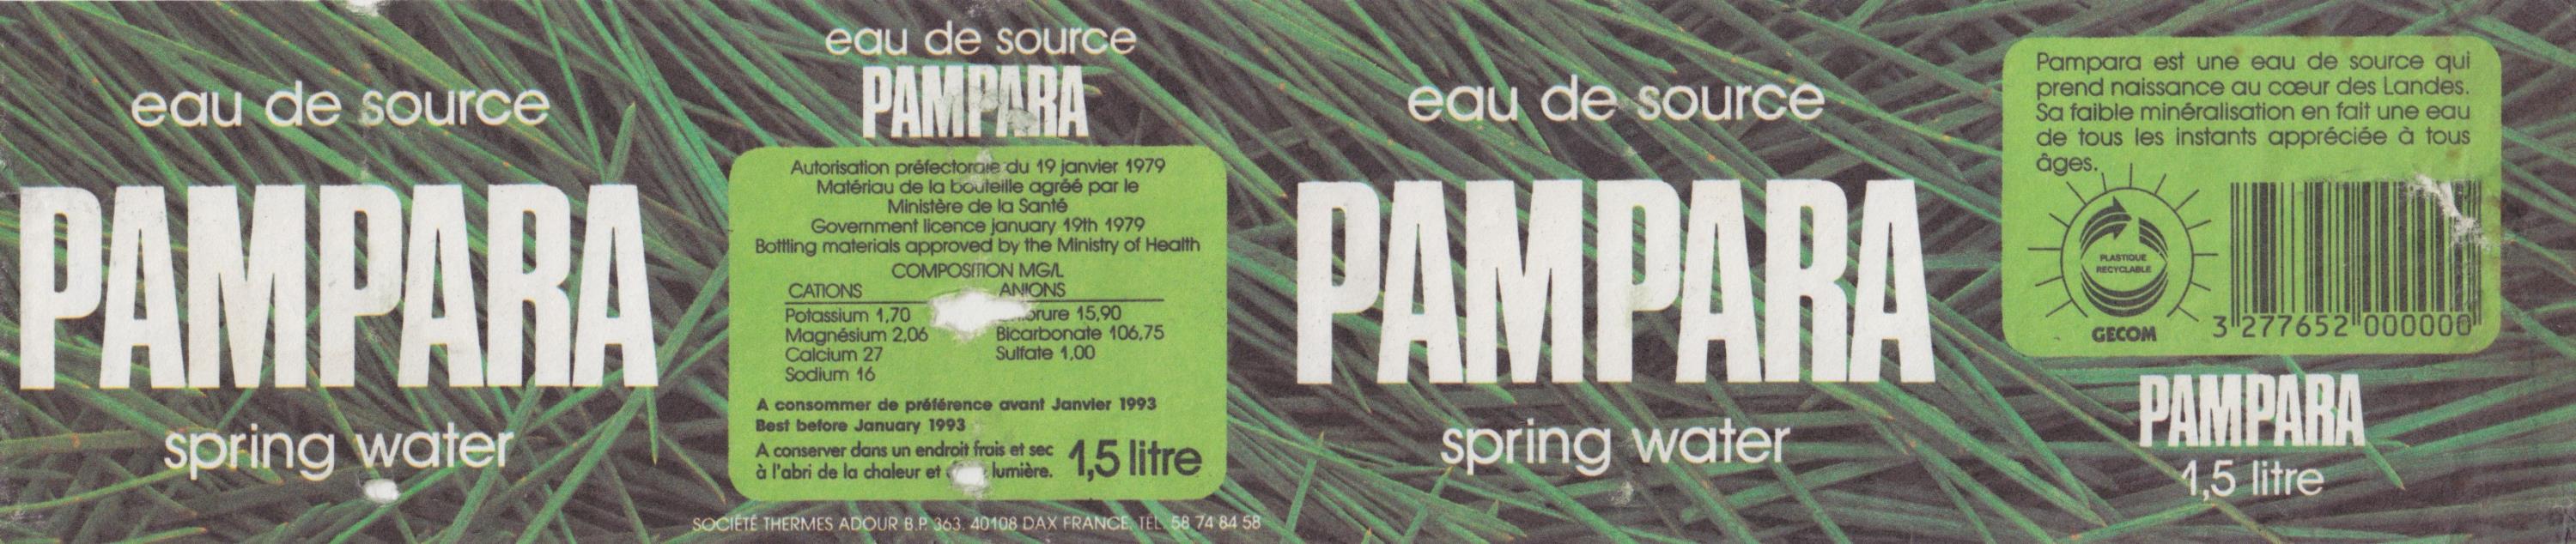 eau de source
PAMPARA
spring water
eau de source
PAMPARA
Autorisation préfectorale du 19 janvier 1979
Matériau de la bouteille agréé par le
Ministère de la Santé
Government licence january 19th 1979
Bottling materials approved by the Ministry of Health
COMPOSITION MG/L
CATIONS ANIONS
Potassium 1,70 orure 15,90
Magnésium 2,06 Bicarbonate 106,75
Calcium 27 Sulfate 1,00
Sodium 16
A consommer de préférence avant Janvier 1993
Best before January 1993
A conserver dans un endroit frais et sec
à l'abri de la chaleur et lumière.
1,5 litre
SOCIÉTÉ THERMES ADOUR B.P. 363. 40108 DAX FRANCE. TÉL. 58 74 84 58
eau de source
PAMPARA
spring water
Pampara est une eau de source qui
prend naissance au cœur des Landes.
Sa faible minéralisation en fait une eau
de tous les instants appréciée à tous
âges.
PLASTIQUE
RECYCLABLE
GECOM
3 277652 000000
PAMPARA
1,5 litre